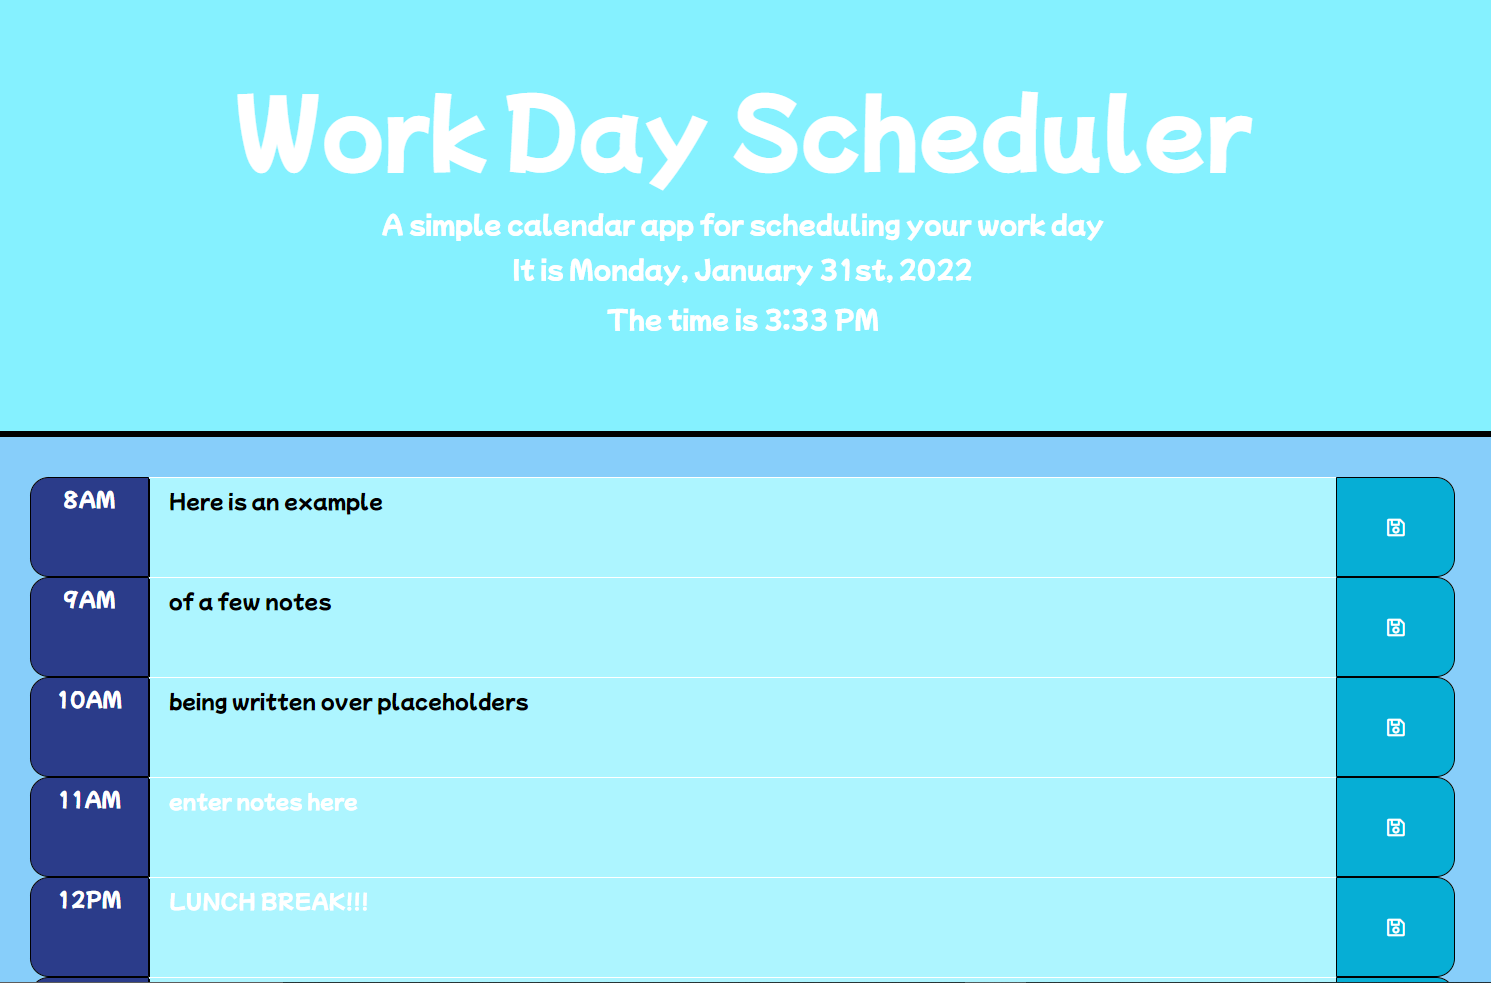 Work Day Scheduler
A simple calendar app for scheduling your work day
It is Monday, January 31st, 2022
The time is 3:33 PM
8AM Here is an example
9AM of a few notes
10AM being written over placeholders
11AM enter notes here
12PM LUNCH BREAK!!!